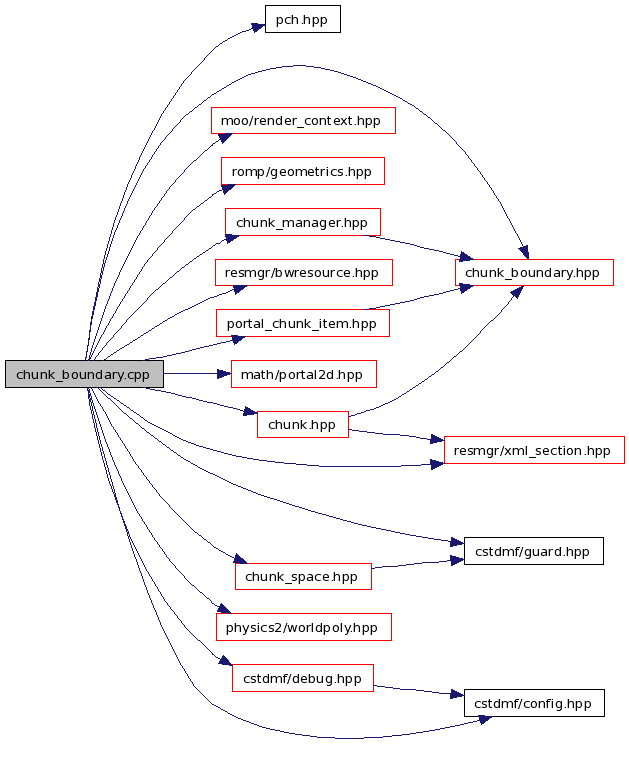 pch.hpp
moo/render_context.hpp
romp/geometrics.hpp
chunk_manager.hpp
resmgr/bwresource.hpp
chunk_boundary.hpp
portal_chunk_item.hpp
chunk_boundary.cpp
math/portal2d.hpp
chunk.hpp
resmgr/xml_section.hpp
cstdmf/guard.hpp
chunk_space.hpp
physics2/worldpoly.hpp
cstdmf/debug.hpp
cstdmf/config.hpp